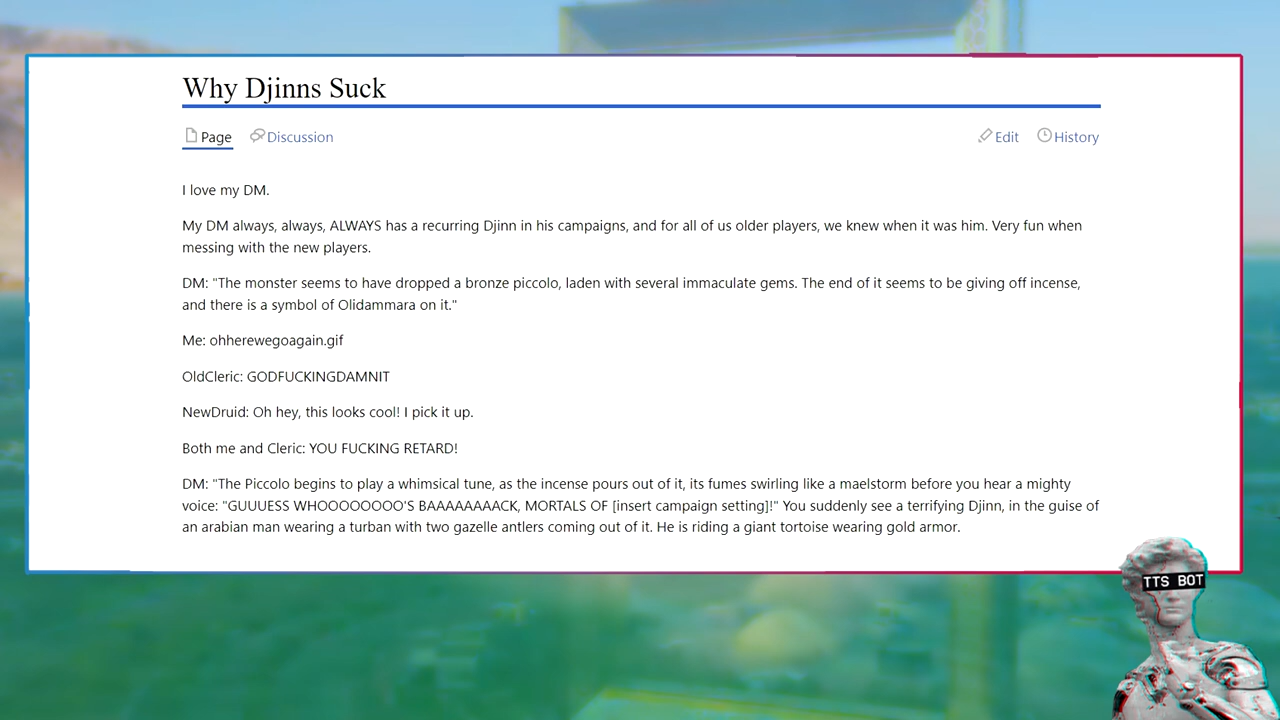 Why Djinns Suck
Page Discussion Edit History
I love my DM.
My DM always, always, ALWAYS has a recurring Djinn in his campaigns, and for all of us older players, we knew when it was him. Very fun when
messing with the new players.
DM: "The monster seems to have dropped a bronze piccolo, laden with several immaculate gems. The end of it seems to be giving off incense,
and there is a symbol of Olidammara on it."
Me: ohherewegoagain.gif
OldCleric: GODFUCKINGDAMNIT
NewDruid: Oh hey, this looks cool! I pick it up.
Both me and Cleric: YOU FUCKING RETARD!
DM: "The Piccolo begins to play a whimsical tune, as the incense pours out of it, its fumes swirling like a maelstorm before you hear a mighty
voice: "GUUUESS WHOOOOOOOO'S BAAAAAAAACK, MORTALS OF [insert campaign setting]!" You suddenly see a terrifying Djinn, in the guise of
an arabian man wearing a turban with two gazelle antlers coming out of it. He is riding a giant tortoise wearing gold armor.
TTS BOT